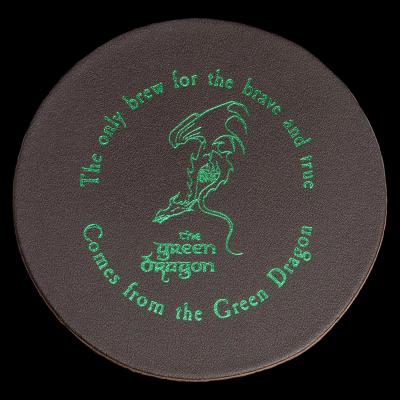 The only brew for the brave and true
the
green
dragon
Comes from the Green Dragon